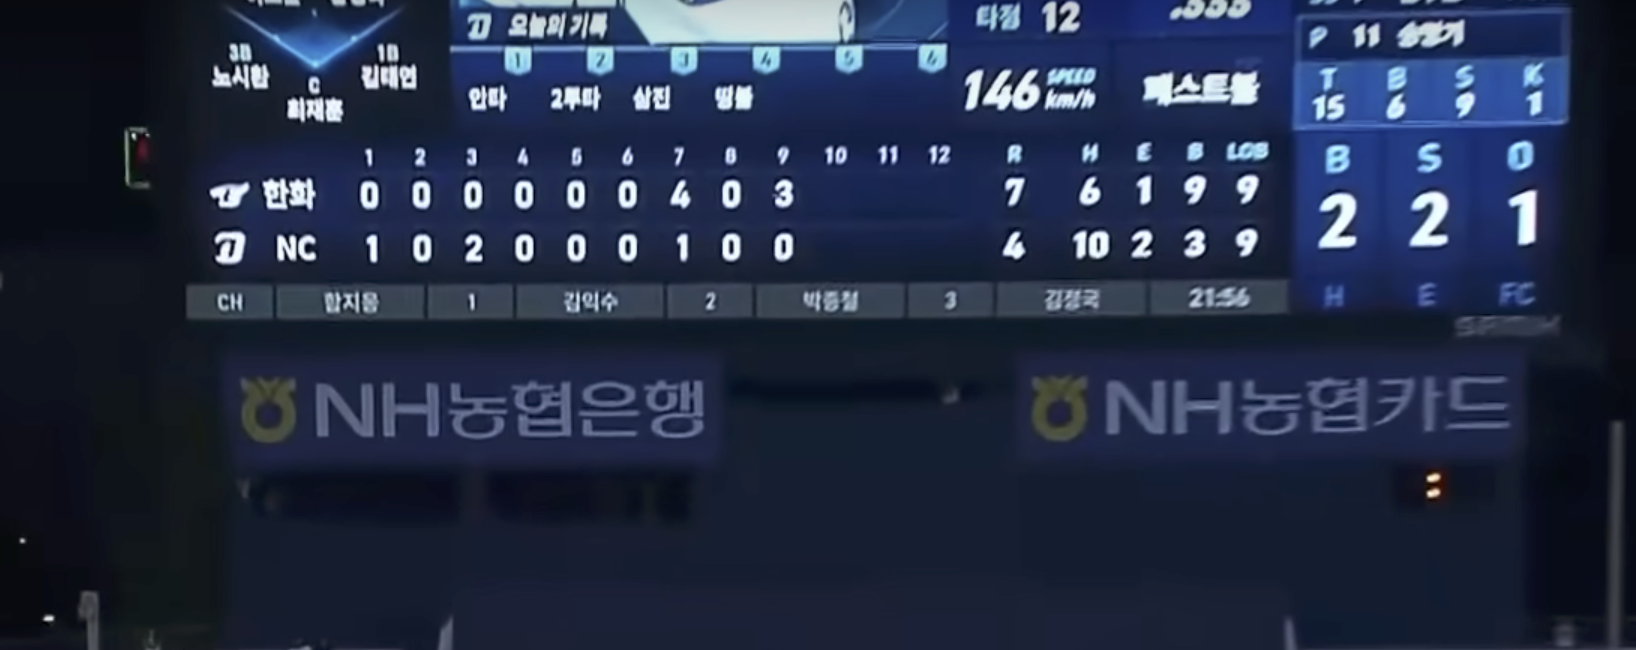 오늘의 기록
타점 12
.333
P 11
3B
1B
노시환
김태연
C
최재훈
1 2 3 4 5 6
안타 2루타 삼진 땅볼
146 SPEED km/h
패스트볼
T B S K
15 6 9 1
1 2 3 4 5 6 7 8 9 10 11 12 R H E B LOB
한화 0 0 0 0 0 0 4 0 3 7 6 1 9 9
NC 1 0 2 0 0 0 1 0 0 4 10 2 3 9
B S O
2 2 1
H E FC
CH 함지웅 1 김익수 2 박종철 3 김정국 21:56
NH농협은행
NH농협카드